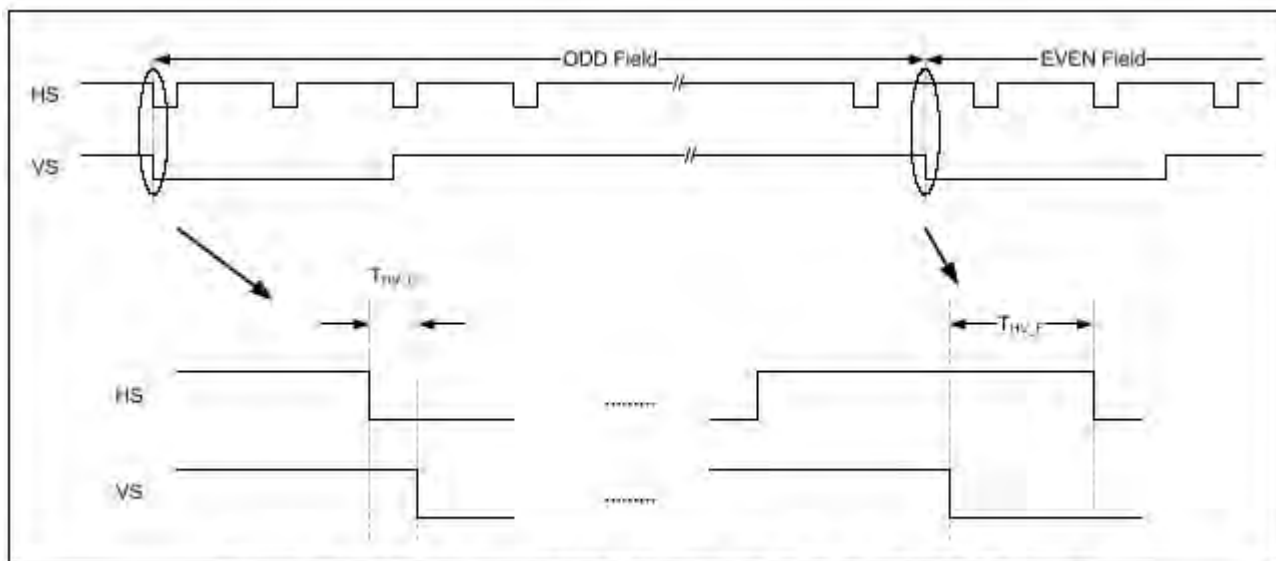 ODD Field
EVEN Field
HS
//
VS
//
HS
........
VS
........